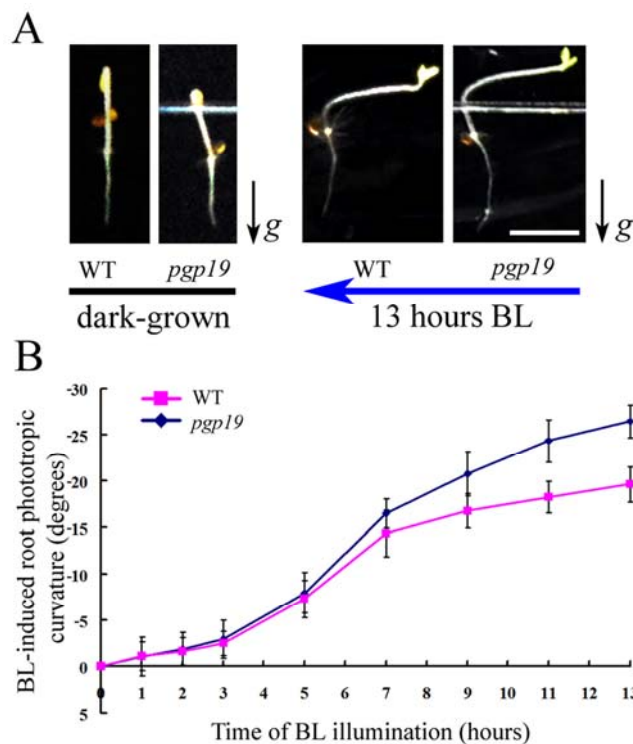 A
g
g
WT pgp19
WT pgp19
dark-grown
13 hours BL
B
BL-induced root phototropic
curvature (degrees)
-30
-25
-20
-15
-10
-5
0
5
WT
pgp19
0 1 2 3 4 5 6 7 8 9 10 11 12 13
Time of BL illumination (hours)